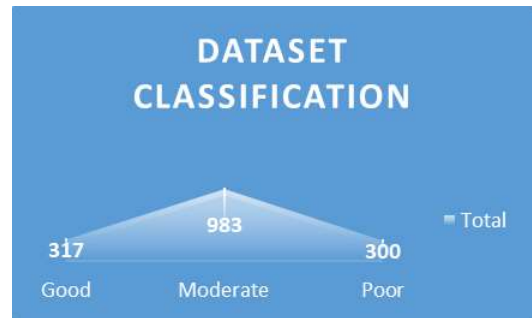 DATASET
CLASSIFICATION
983
317
300
Total
Good Moderate Poor